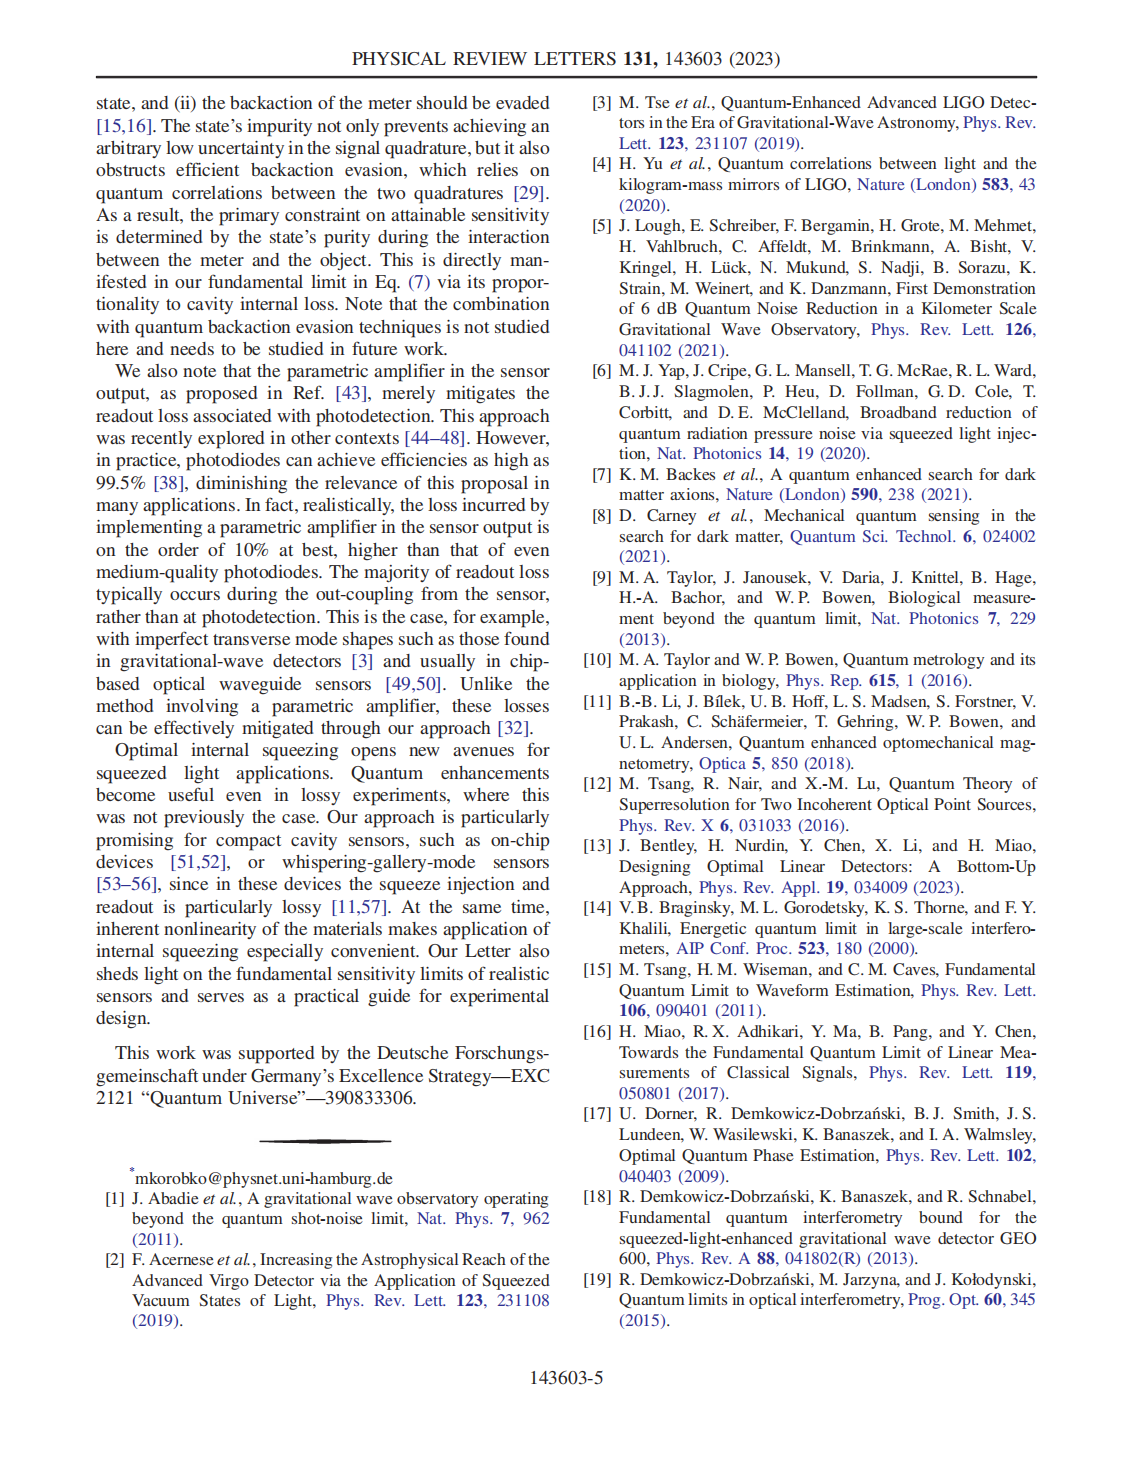 PHYSICAL REVIEW LETTERS 131, 143603 (2023)
state, and (ii) the backaction of the meter should be evaded
[15,16]. The state's impurity not only prevents achieving an
arbitrary low uncertainty in the signal quadrature, but it also
obstructs efficient backaction evasion, which relies on
quantum correlations between the two quadratures [29].
As a result, the primary constraint on attainable sensitivity
is determined by the state's purity during the interaction
between the meter and the object. This is directly man-
ifested in our fundamental limit in Eq. (7) via its propor-
tionality to cavity internal loss. Note that the combination
with quantum backaction evasion techniques is not studied
here and needs to be studied in future work.
We also note that the parametric amplifier in the sensor
output, as proposed in Ref. [43], merely mitigates the
readout loss associated with photodetection. This approach
was recently explored in other contexts [44–48]. However,
in practice, photodiodes can achieve efficiencies as high as
99.5% [38], diminishing the relevance of this proposal in
many applications. In fact, realistically, the loss incurred by
implementing a parametric amplifier in the sensor output is
on the order of 10% at best, higher than that of even
medium-quality photodiodes. The majority of readout loss
typically occurs during the out-coupling from the sensor,
rather than at photodetection. This is the case, for example,
with imperfect transverse mode shapes such as those found
in gravitational-wave detectors [3] and usually in chip-
based optical waveguide sensors [49,50]. Unlike the
method involving a parametric amplifier, these losses
can be effectively mitigated through our approach [32].
Optimal internal squeezing opens new avenues for
squeezed light applications. Quantum enhancements
become useful even in lossy experiments, where this
was not previously the case. Our approach is particularly
promising for compact cavity sensors, such as on-chip
devices [51,52], or whispering-gallery-mode sensors
[53–56], since in these devices the squeeze injection and
readout is particularly lossy [11,57]. At the same time,
inherent nonlinearity of the materials makes application of
internal squeezing especially convenient. Our Letter also
sheds light on the fundamental sensitivity limits of realistic
sensors and serves as a practical guide for experimental
design.
This work was supported by the Deutsche Forschungs-
gemeinschaft under Germany's Excellence Strategy—EXC
2121 “Quantum Universe”—390833306.
*mkorobko@physnet.uni-hamburg.de
[1] J. Abadie et al., A gravitational wave observatory operating
beyond the quantum shot-noise limit, Nat. Phys. 7, 962
(2011).
[2] F. Acernese et al., Increasing the Astrophysical Reach of the
Advanced Virgo Detector via the Application of Squeezed
Vacuum States of Light, Phys. Rev. Lett. 123, 231108
(2019).
[3] M. Tse et al., Quantum-Enhanced Advanced LIGO Detec-
tors in the Era of Gravitational-Wave Astronomy, Phys. Rev.
Lett. 123, 231107 (2019).
[4] H. Yu et al., Quantum correlations between light and the
kilogram-mass mirrors of LIGO, Nature (London) 583, 43
(2020).
[5] J. Lough, E. Schreiber, F. Bergamin, H. Grote, M. Mehmet,
H. Vahlbruch, C. Affeldt, M. Brinkmann, A. Bisht, V.
Kringel, H. Lück, N. Mukund, S. Nadji, B. Sorazu, K.
Strain, M. Weinert, and K. Danzmann, First Demonstration
of 6 dB Quantum Noise Reduction in a Kilometer Scale
Gravitational Wave Observatory, Phys. Rev. Lett. 126,
041102 (2021).
[6] M. J. Yap, J. Cripe, G. L. Mansell, T. G. McRae, R. L. Ward,
B. J. J. Slagmolen, P. Heu, D. Follman, G. D. Cole, T.
Corbitt, and D. E. McClelland, Broadband reduction of
quantum radiation pressure noise via squeezed light injec-
tion, Nat. Photonics 14, 19 (2020).
[7] K. M. Backes et al., A quantum enhanced search for dark
matter axions, Nature (London) 590, 238 (2021).
[8] D. Carney et al., Mechanical quantum sensing in the
search for dark matter, Quantum Sci. Technol. 6, 024002
(2021).
[9] M. A. Taylor, J. Janousek, V. Daria, J. Knittel, B. Hage,
H.-A. Bachor, and W. P. Bowen, Biological measure-
ment beyond the quantum limit, Nat. Photonics 7, 229
(2013).
[10] M. A. Taylor and W. P. Bowen, Quantum metrology and its
application in biology, Phys. Rep. 615, 1 (2016).
[11] B.-B. Li, J. Bílek, U. B. Hoff, L. S. Madsen, S. Forstner, V.
Prakash, C. Schäfermeier, T. Gehring, W. P. Bowen, and
U. L. Andersen, Quantum enhanced optomechanical mag-
netometry, Optica 5, 850 (2018).
[12] M. Tsang, R. Nair, and X.-M. Lu, Quantum Theory of
Superresolution for Two Incoherent Optical Point Sources,
Phys. Rev. X 6, 031033 (2016).
[13] J. Bentley, H. Nurdin, Y. Chen, X. Li, and H. Miao,
Designing Optimal Linear Detectors: A Bottom-Up
Approach, Phys. Rev. Appl. 19, 034009 (2023).
[14] V. B. Braginsky, M. L. Gorodetsky, K. S. Thorne, and F. Y.
Khalili, Energetic quantum limit in large-scale interfero-
meters, AIP Conf. Proc. 523, 180 (2000).
[15] M. Tsang, H. M. Wiseman, and C. M. Caves, Fundamental
Quantum Limit to Waveform Estimation, Phys. Rev. Lett.
106, 090401 (2011).
[16] H. Miao, R. X. Adhikari, Y. Ma, B. Pang, and Y. Chen,
Towards the Fundamental Quantum Limit of Linear Mea-
surements of Classical Signals, Phys. Rev. Lett. 119,
050801 (2017).
[17] U. Dorner, R. Demkowicz-Dobrzański, B. J. Smith, J. S.
Lundeen, W. Wasilewski, K. Banaszek, and I. A. Walmsley,
Optimal Quantum Phase Estimation, Phys. Rev. Lett. 102,
040403 (2009).
[18] R. Demkowicz-Dobrzański, K. Banaszek, and R. Schnabel,
Fundamental quantum interferometry bound for the
squeezed-light-enhanced gravitational wave detector GEO
600, Phys. Rev. A 88, 041802(R) (2013).
[19] R. Demkowicz-Dobrzański, M. Jarzyna, and J. Kołodynski,
Quantum limits in optical interferometry, Prog. Opt. 60, 345
(2015).
143603-5